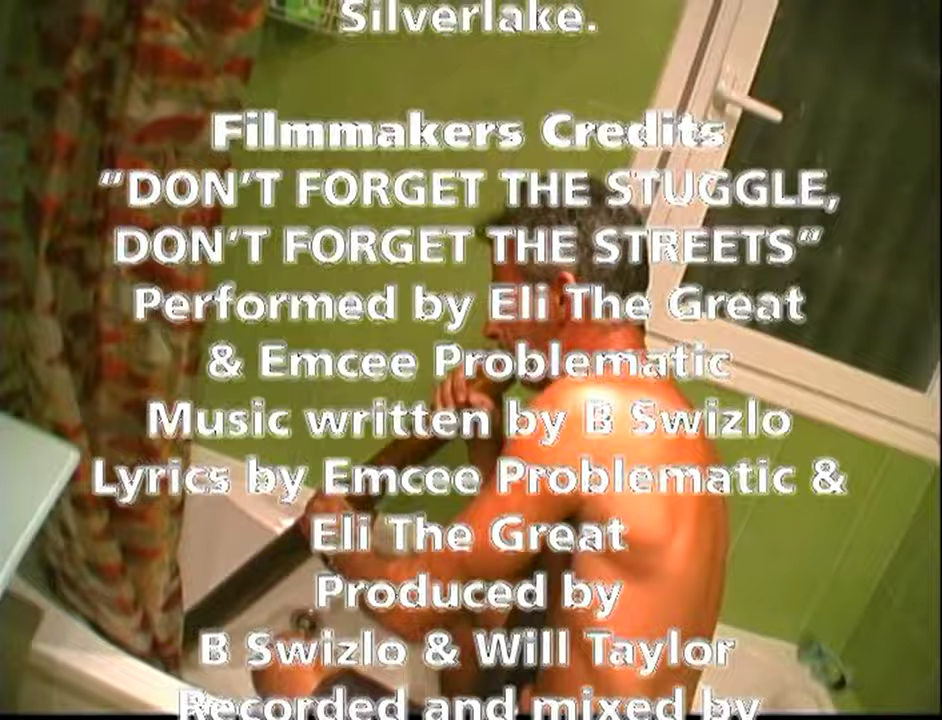 Silverlake.
Filmmakers Credits
“DON’T FORGET THE STUGGLE,
DON’T FORGET THE STREETS”
Performed by Eli The Great
& Emcee Problematic
Music written by B Swizlo
Lyrics by Emcee Problematic &
Eli The Great
Produced by
B Swizlo & Will Taylor
Recorded and mixed by